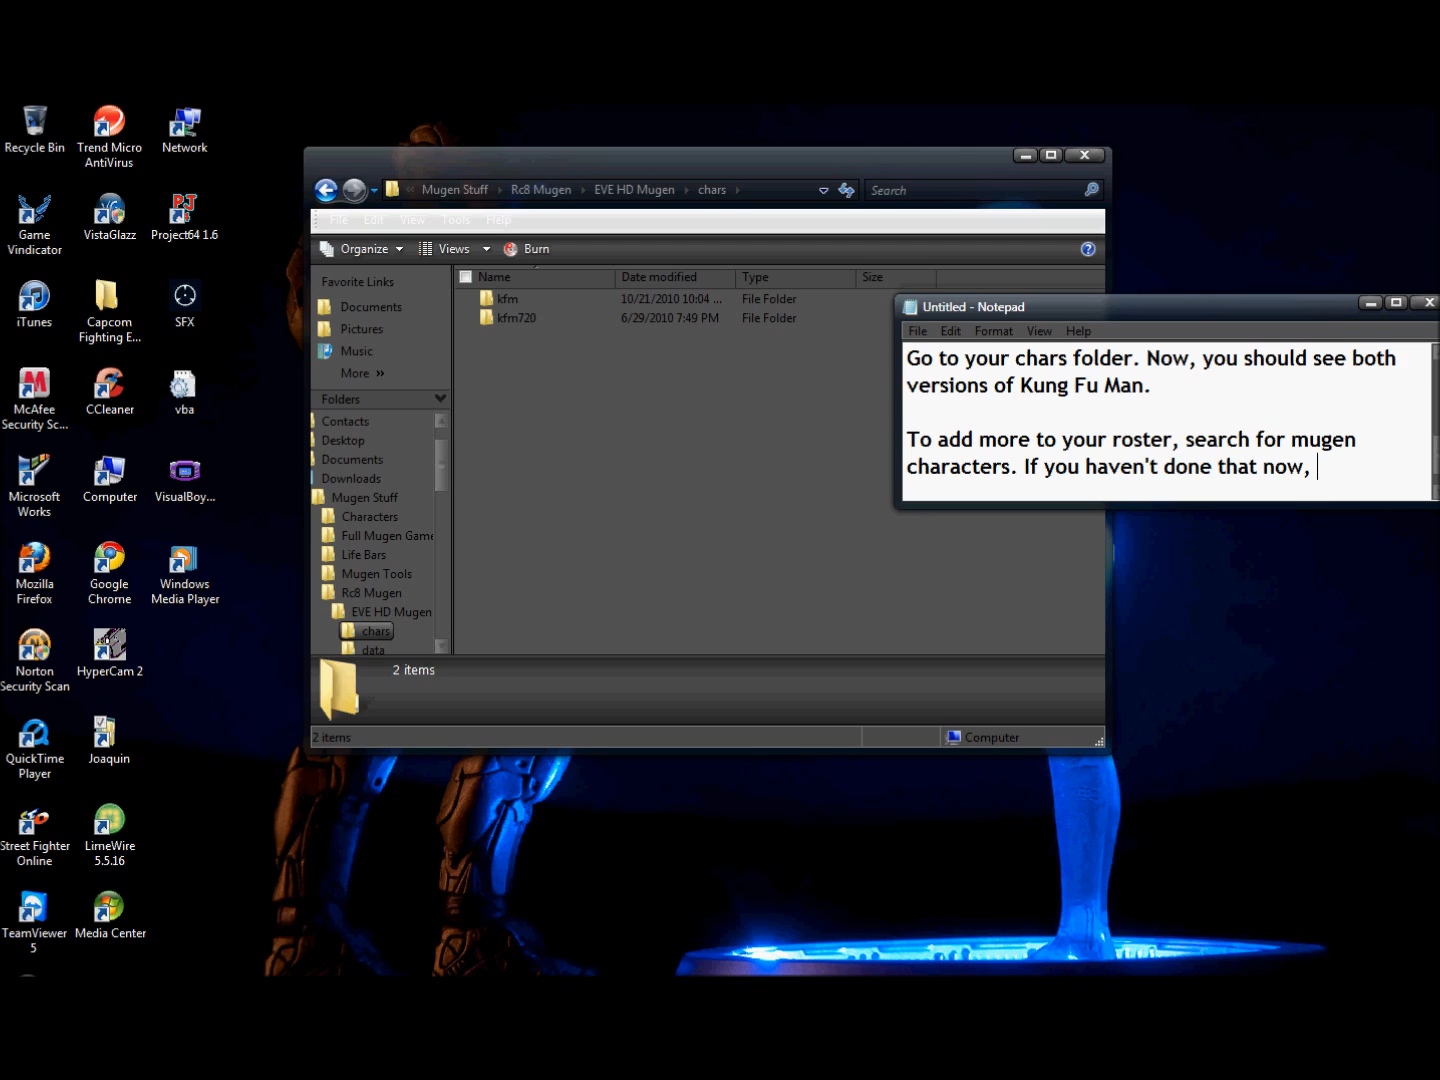 Recycle Bin
Trend Micro
AntiVirus
Network
Game
Vindicator
VistaGlazz
Project64 1.6
iTunes
Capcom
Fighting E...
SFX
McAfee
Security Sc...
CCleaner
vba
Microsoft
Works
Computer
VisualBoy...
Mozilla
Firefox
Google
Chrome
Windows
Media Player
Norton
Security Scan
HyperCam 2
QuickTime
Player
Joaquin
Street Fighter
Online
LimeWire
5.5.16
TeamViewer
5
Media Center
« Mugen Stuff › Rc8 Mugen › EVE HD Mugen › chars ›
Search
File Edit View Tools Help
Organize Views Burn
Favorite Links
Documents
Pictures
Music
More »
Folders
Contacts
Desktop
Documents
Downloads
Mugen Stuff
Characters
Full Mugen Game
Life Bars
Mugen Tools
Rc8 Mugen
EVE HD Mugen
chars
data
Name Date modified Type Size
kfm 10/21/2010 10:04 ... File Folder
kfm720 6/29/2010 7:49 PM File Folder
2 items
2 items
Computer
Untitled - Notepad
File Edit Format View Help
Go to your chars folder. Now, you should see both
versions of Kung Fu Man.
To add more to your roster, search for mugen
characters. If you haven't done that now,